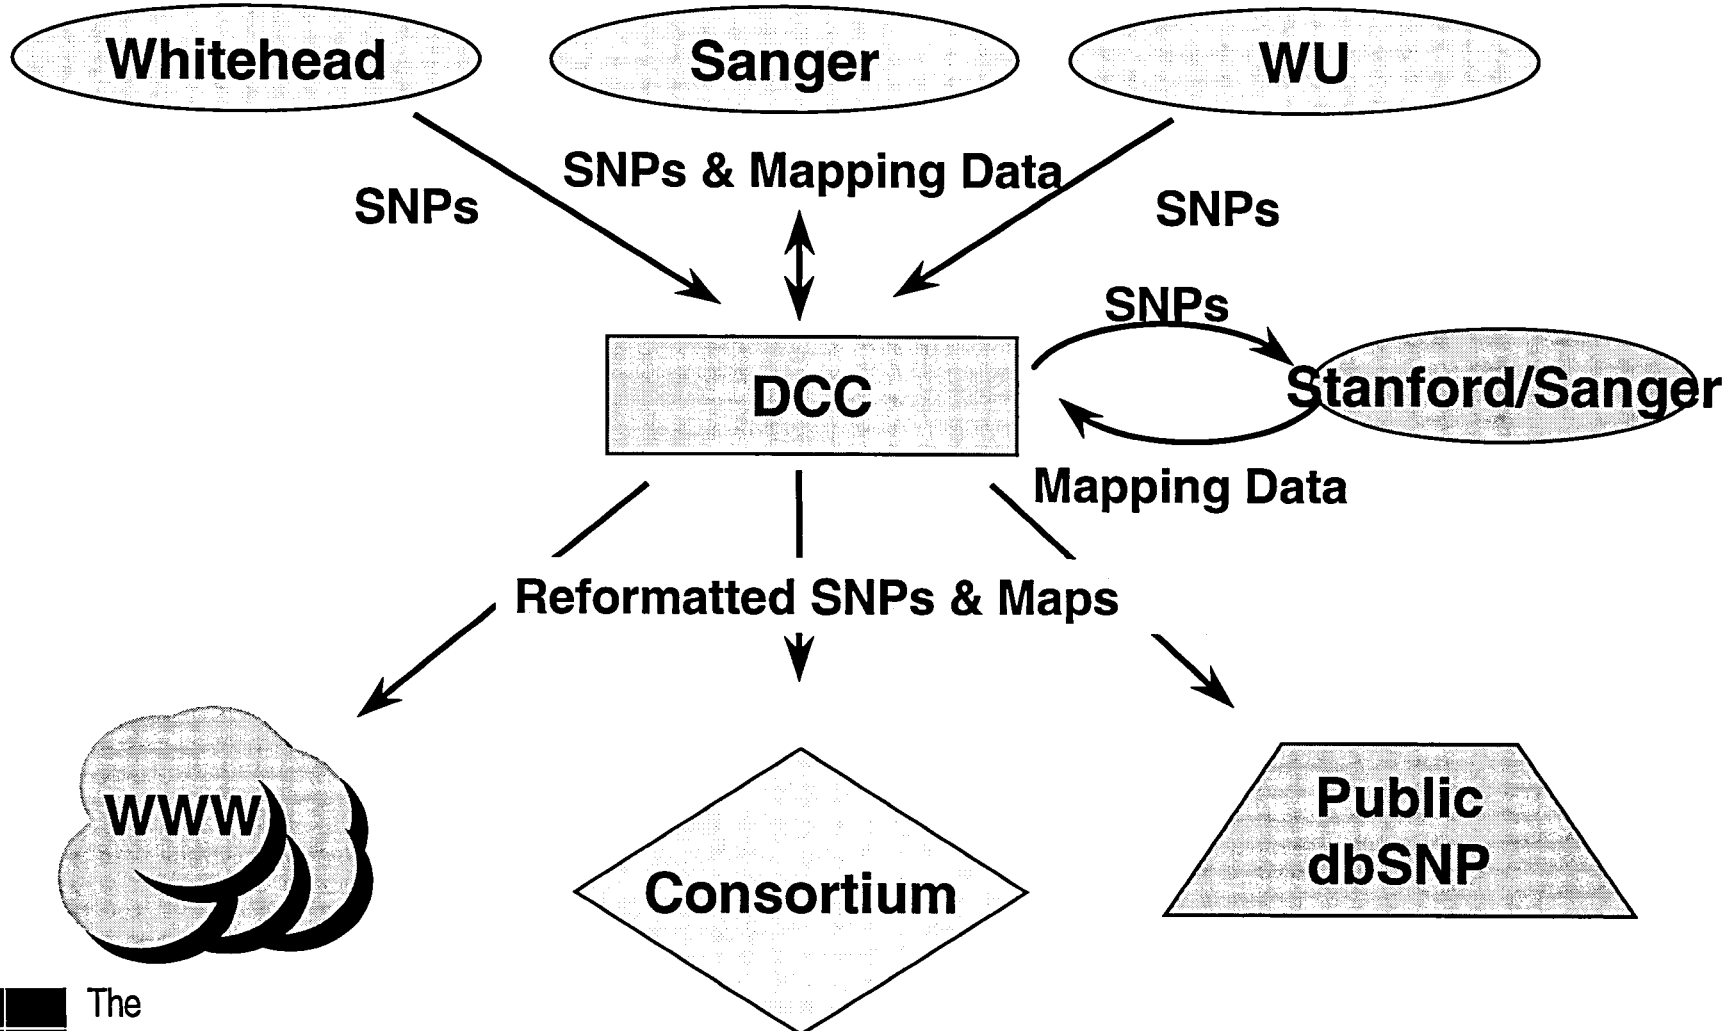 Whitehead
Sanger
WU
SNPs & Mapping Data
SNPs
SNPs
SNPs
DCC
Stanford/Sanger
Mapping Data
Reformatted SNPs & Maps
WWW
Public
dbSNP
Consortium
The